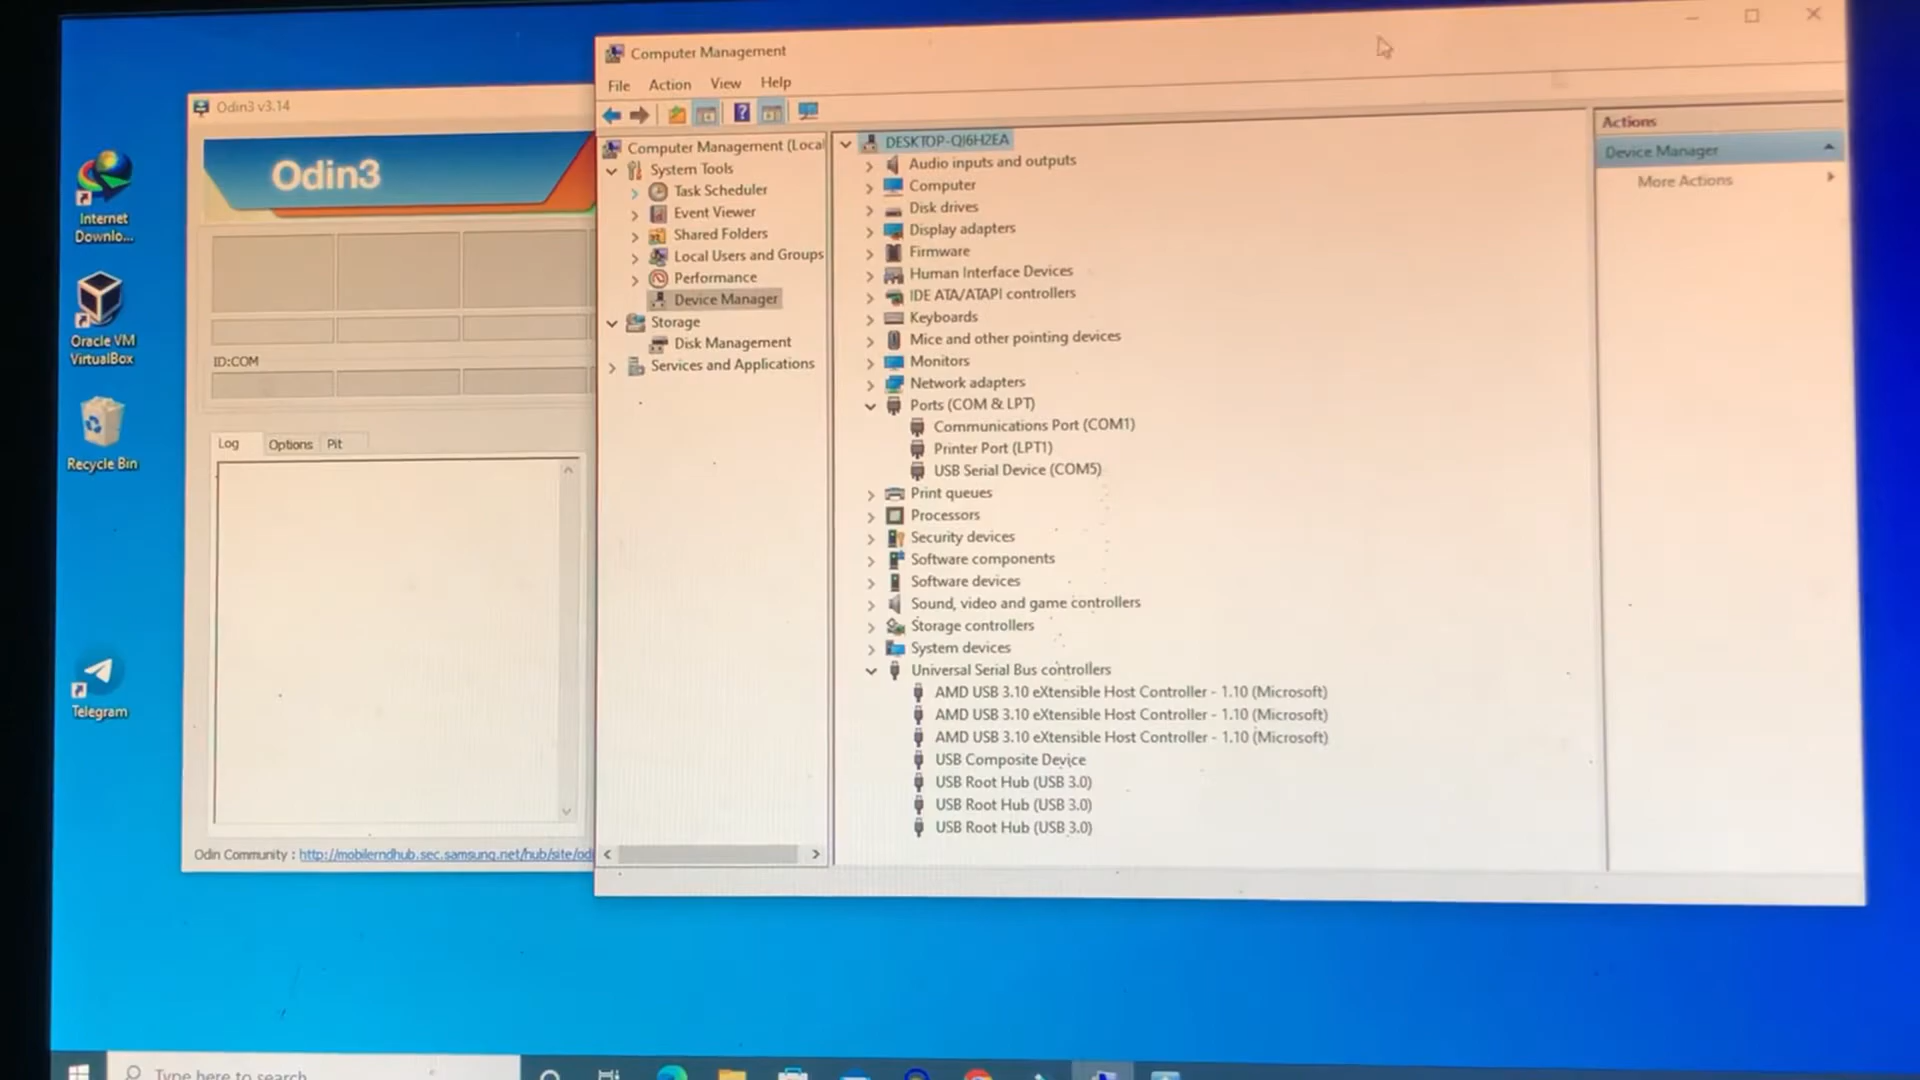 Computer Management
File Action View Help
Odin3 v3.14
Odin3
ID:COM
Log Options Pit
Odin Community : http://mobilerndhub.sec.samsung.net/hub/site/odi
Internet
Downlo...
Oracle VM
VirtualBox
Recycle Bin
Telegram
Computer Management (Local
System Tools
Task Scheduler
Event Viewer
Shared Folders
Local Users and Groups
Performance
Device Manager
Storage
Disk Management
Services and Applications
DESKTOP-QI6H2EA
Audio inputs and outputs
Computer
Disk drives
Display adapters
Firmware
Human Interface Devices
IDE ATA/ATAPI controllers
Keyboards
Mice and other pointing devices
Monitors
Network adapters
Ports (COM & LPT)
Communications Port (COM1)
Printer Port (LPT1)
USB Serial Device (COM5)
Print queues
Processors
Security devices
Software components
Software devices
Sound, video and game controllers
Storage controllers
System devices
Universal Serial Bus controllers
AMD USB 3.10 eXtensible Host Controller - 1.10 (Microsoft)
AMD USB 3.10 eXtensible Host Controller - 1.10 (Microsoft)
AMD USB 3.10 eXtensible Host Controller - 1.10 (Microsoft)
USB Composite Device
USB Root Hub (USB 3.0)
USB Root Hub (USB 3.0)
USB Root Hub (USB 3.0)
Actions
Device Manager
More Actions
Type here to search